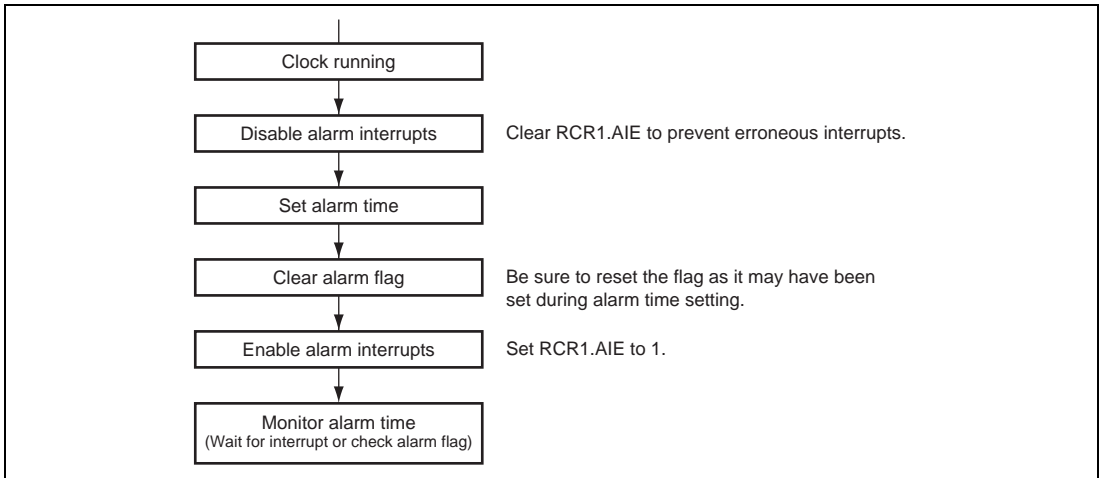 Clock running
Disable alarm interrupts
Clear RCR1.AIE to prevent erroneous interrupts.
Set alarm time
Clear alarm flag
Be sure to reset the flag as it may have been
set during alarm time setting.
Enable alarm interrupts
Set RCR1.AIE to 1.
Monitor alarm time
(Wait for interrupt or check alarm flag)